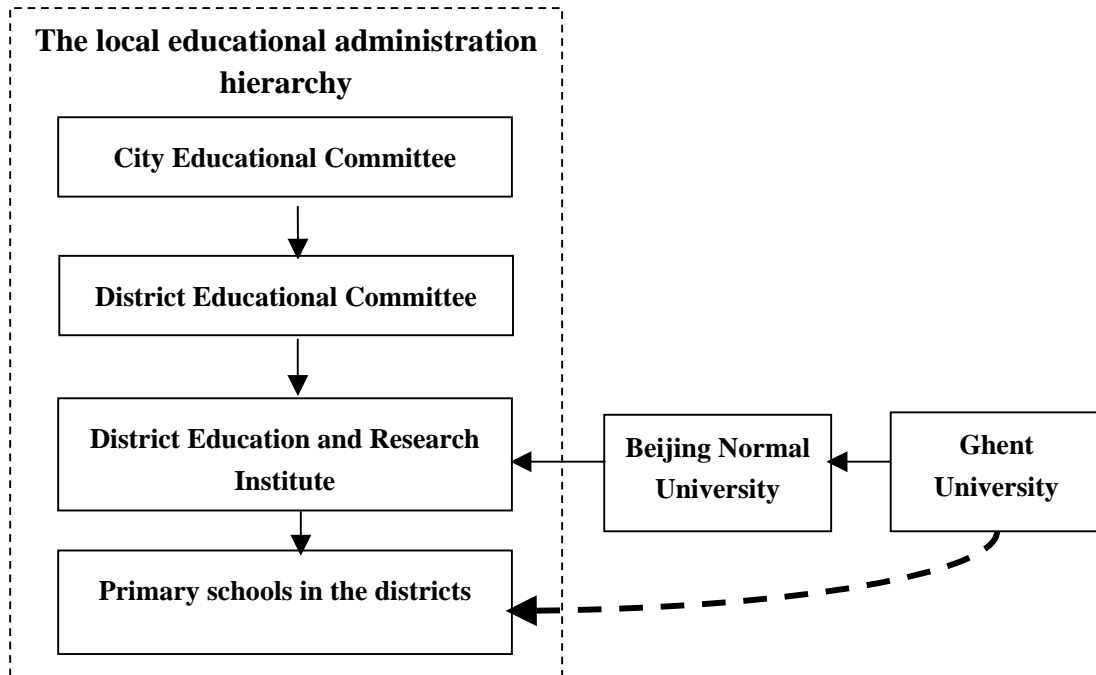 The local educational administration
hierarchy
City Educational Committee
District Educational Committee
District Education and Research
Institute
Beijing Normal
University
Ghent
University
Primary schools in the districts